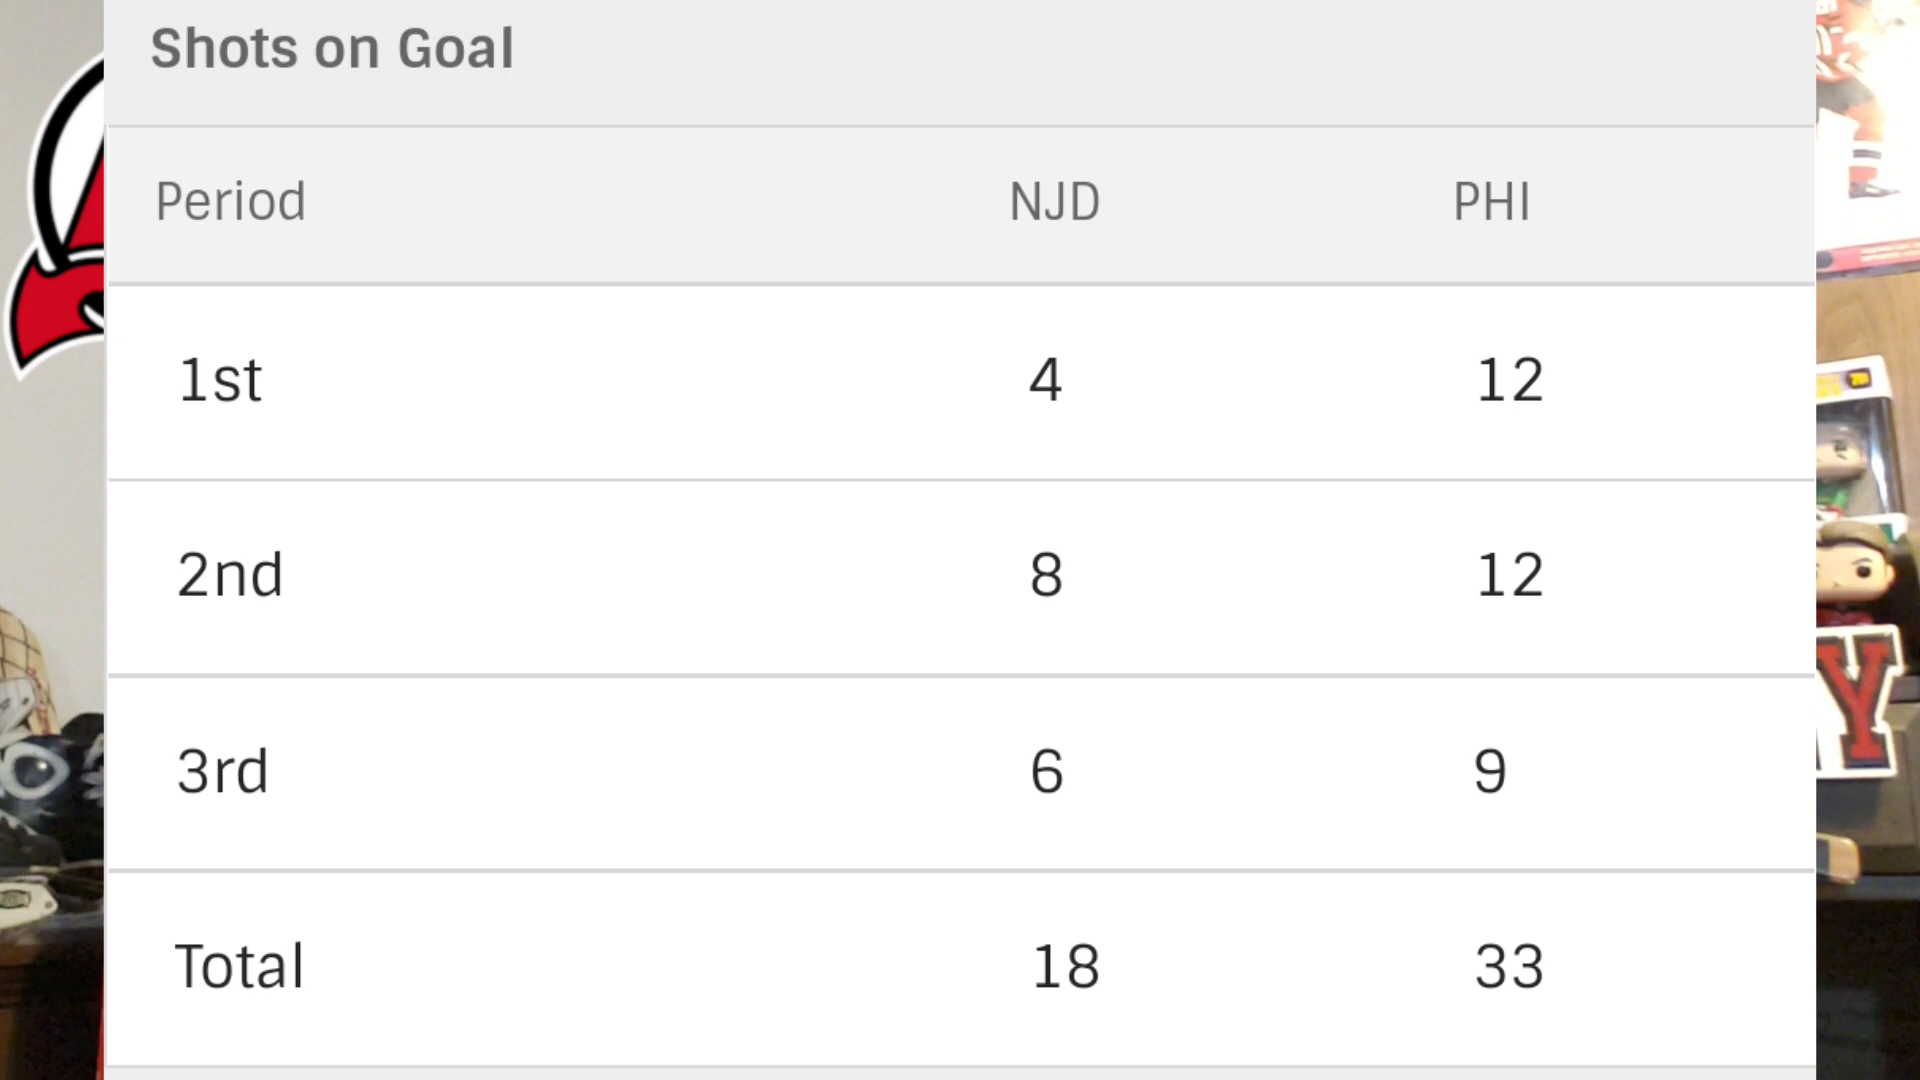 Shots on Goal
Period NJD PHI
1st 4 12
2nd 8 12
3rd 6 9
Total 18 33
Y